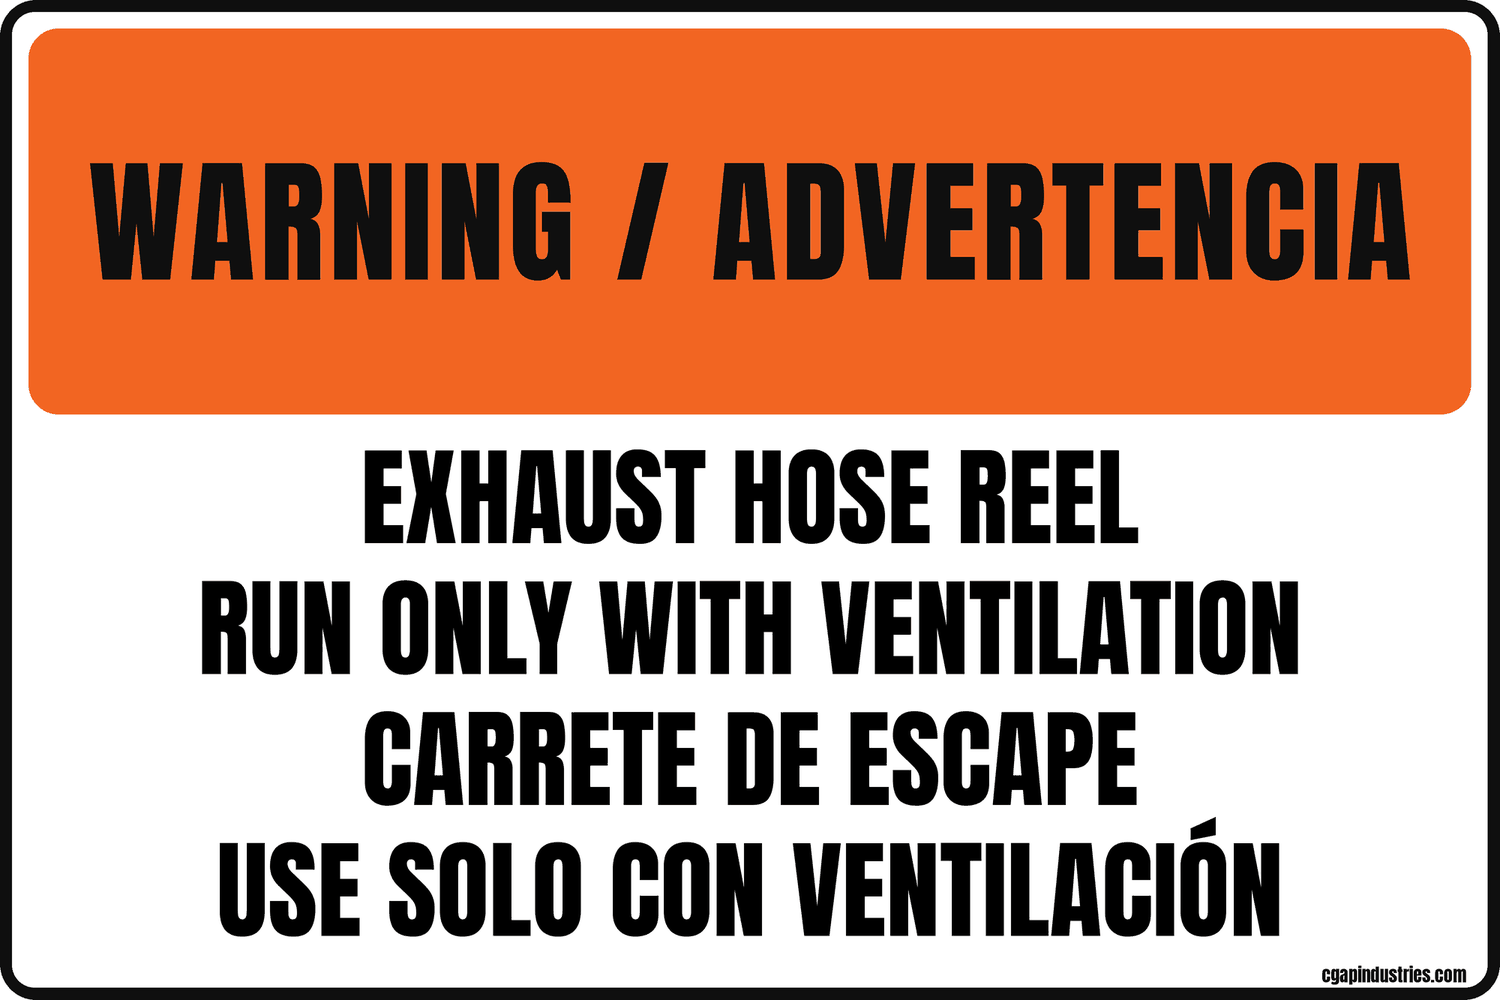 WARNING / ADVERTENCIA
EXHAUST HOSE REEL
RUN ONLY WITH VENTILATION
CARRETE DE ESCAPE
USE SOLO CON VENTILACIÓN
cgapindustries.com